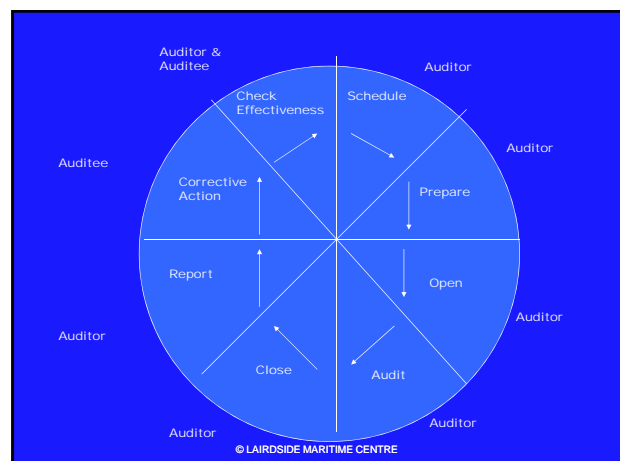 Auditor &
Auditee
Auditor
Check
Effectiveness
Schedule
Auditor
Auditee
Corrective
Action
Prepare
Report
Open
Auditor
Auditor
Close
Audit
Auditor
Auditor
© LAIRDSIDE MARITIME CENTRE